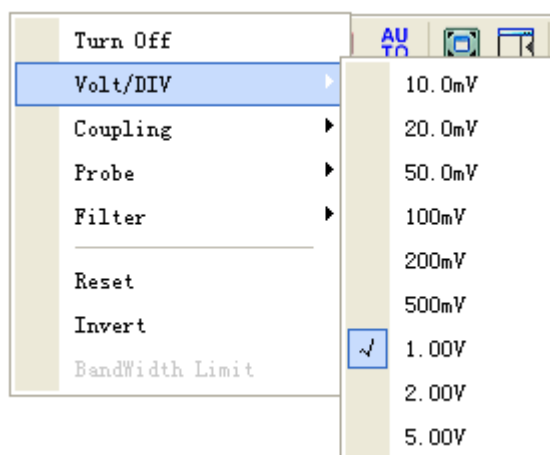 Turn Off
AUTO
Volt/DIV
Coupling
Probe
Filter
Reset
Invert
BandWidth Limit
10.0mV
20.0mV
50.0mV
100mV
200mV
500mV
1.00V
2.00V
5.00V